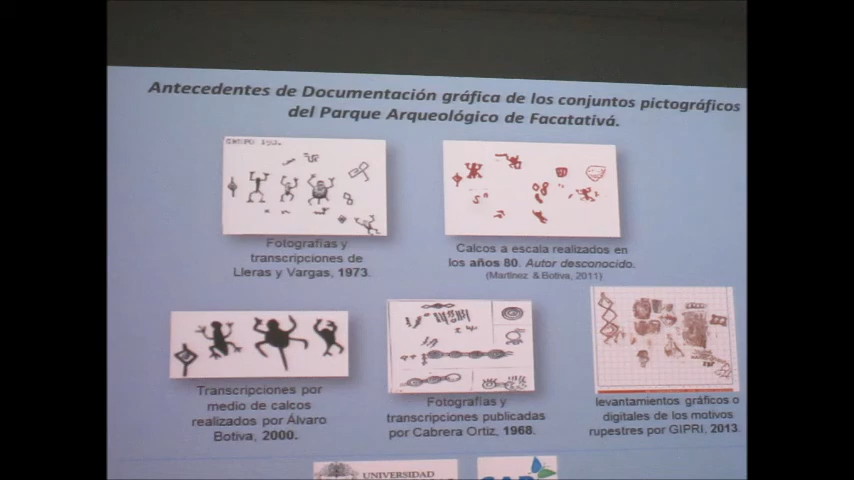 Antecedentes de Documentación gráfica de los conjuntos pictográficos
del Parque Arqueológico de Facatativá.
GRUPO
Fotografías y
transcripciones de
Lleras y Vargas, 1973.
Calcos a escala realizados en
los años 80. Autor desconocido.
(Martínez & Botiva, 2011)
Transcripciones por
medio de calcos
realizados por Álvaro
Botiva, 2000.
Fotografías y
transcripciones publicadas
por Cabrera Ortiz, 1968.
levantamientos gráficos o
digitales de los motivos
rupestres por GIPRI, 2013.
UNIVERSIDAD
CAR